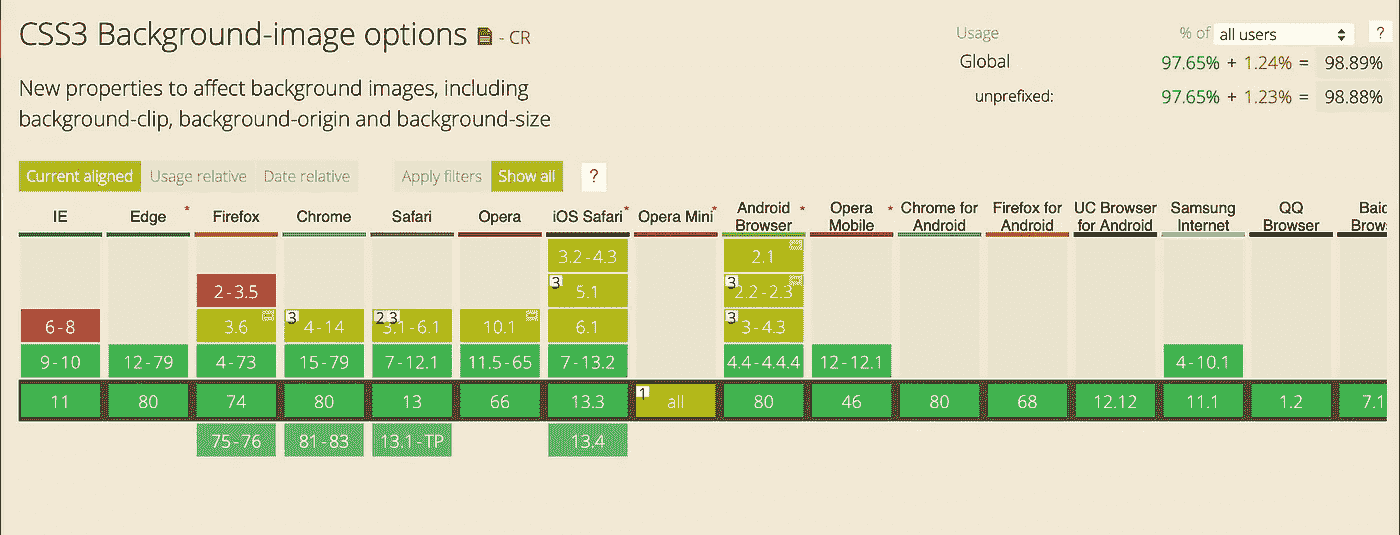 CSS3 Background-image options - CR
Usage % of all users ?
Global 97.65% + 1.24% = 98.89%
unprefixed: 97.65% + 1.23% = 98.88%
New properties to affect background images, including
background-clip, background-origin and background-size
Current aligned Usage relative Date relative Apply filters Show all ?
IE Edge * Firefox Chrome Safari Opera iOS Safari * Opera Mini * Android Browser * Opera Mobile * Chrome for Android Firefox for Android UC Browser for Android Samsung Internet QQ Browser
3.2-4.3 2.1
2-3.5 3 5.1 3 2.2-2.3
6-8 3.6 3 4-14 2 3 3.1-6.1 10.1 6.1 3 3-4.3
9-10 12-79 4-73 15-79 7-12.1 11.5-65 7-13.2 4.4-4.4.4 12-12.1 4-10.1
11 80 74 80 13 66 13.3 1 all 80 46 80 68 12.12 11.1 1.2 7.1
75-76 81-83 13.1-TP 13.4